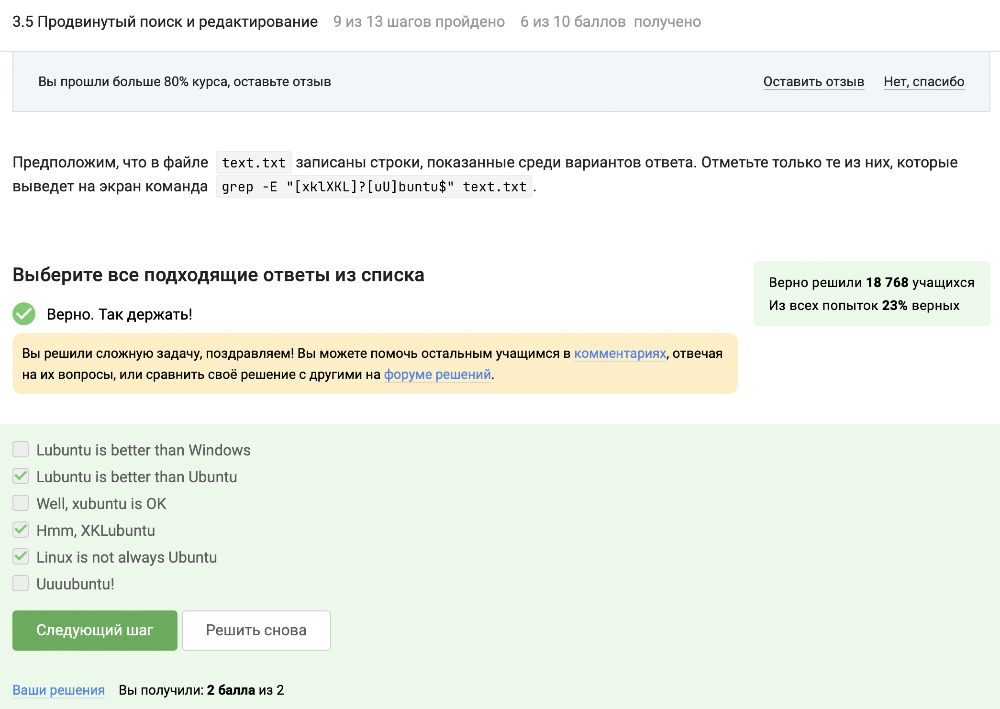 3.5 Продвинутый поиск и редактирование 9 из 13 шагов пройдено 6 из 10 баллов получено
Вы прошли больше 80% курса, оставьте отзыв Оставить отзыв Нет, спасибо
Предположим, что в файле text.txt записаны строки, показанные среди вариантов ответа. Отметьте только те из них, которые
выведет на экран команда grep -E "[xklXKL]?[uU]buntu$" text.txt.
Выберите все подходящие ответы из списка
Верно решили 18 768 учащихся
Из всех попыток 23% верных
Верно. Так держать!
Вы решили сложную задачу, поздравляем! Вы можете помочь остальным учащимся в комментариях, отвечая
на их вопросы, или сравнить своё решение с другими на форуме решений.
Lubuntu is better than Windows
Lubuntu is better than Ubuntu
Well, xubuntu is OK
Hmm, XKLubuntu
Linux is not always Ubuntu
Uuuubuntu!
Следующий шаг Решить снова
Ваши решения Вы получили: 2 балла из 2